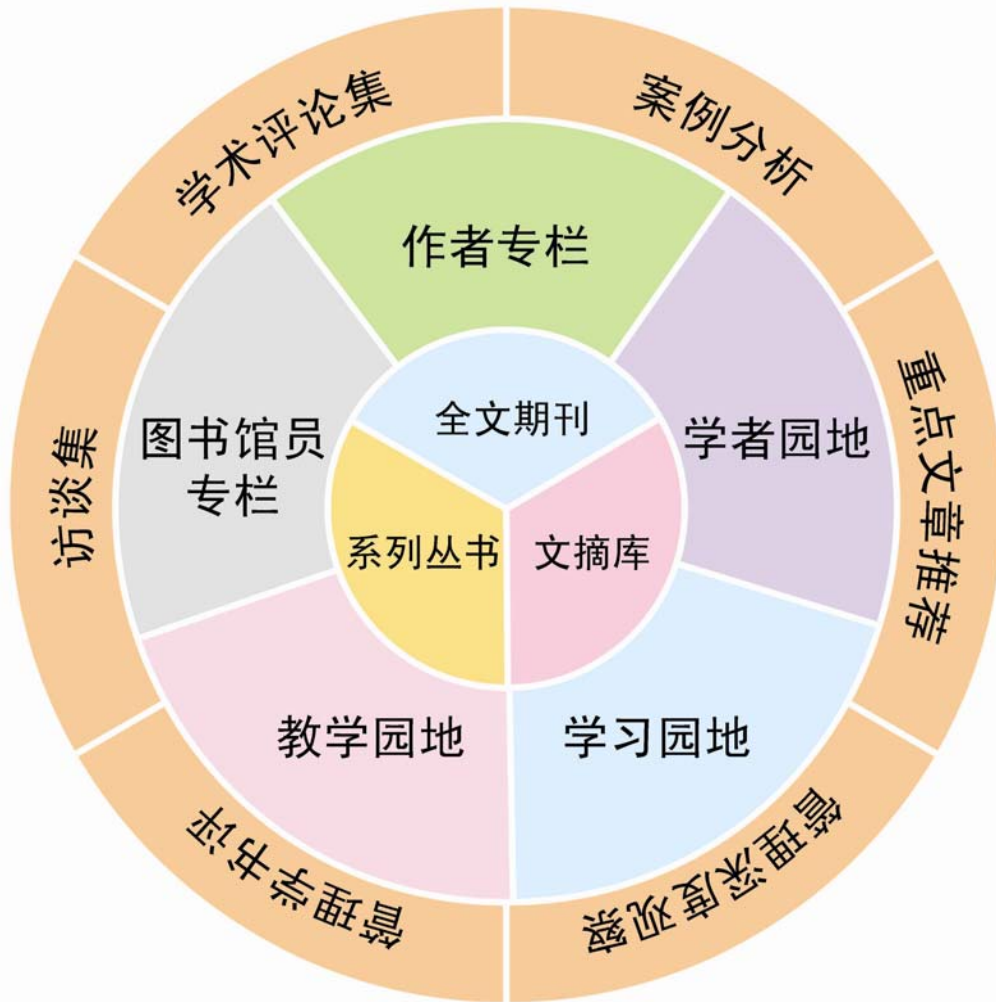 学术评论集
案例分析
重点文章推荐
管理深度观察
管理学书评
访谈集
作者专栏
学者园地
学习园地
教学园地
图书馆员
专栏
全文期刊
文摘库
系列丛书